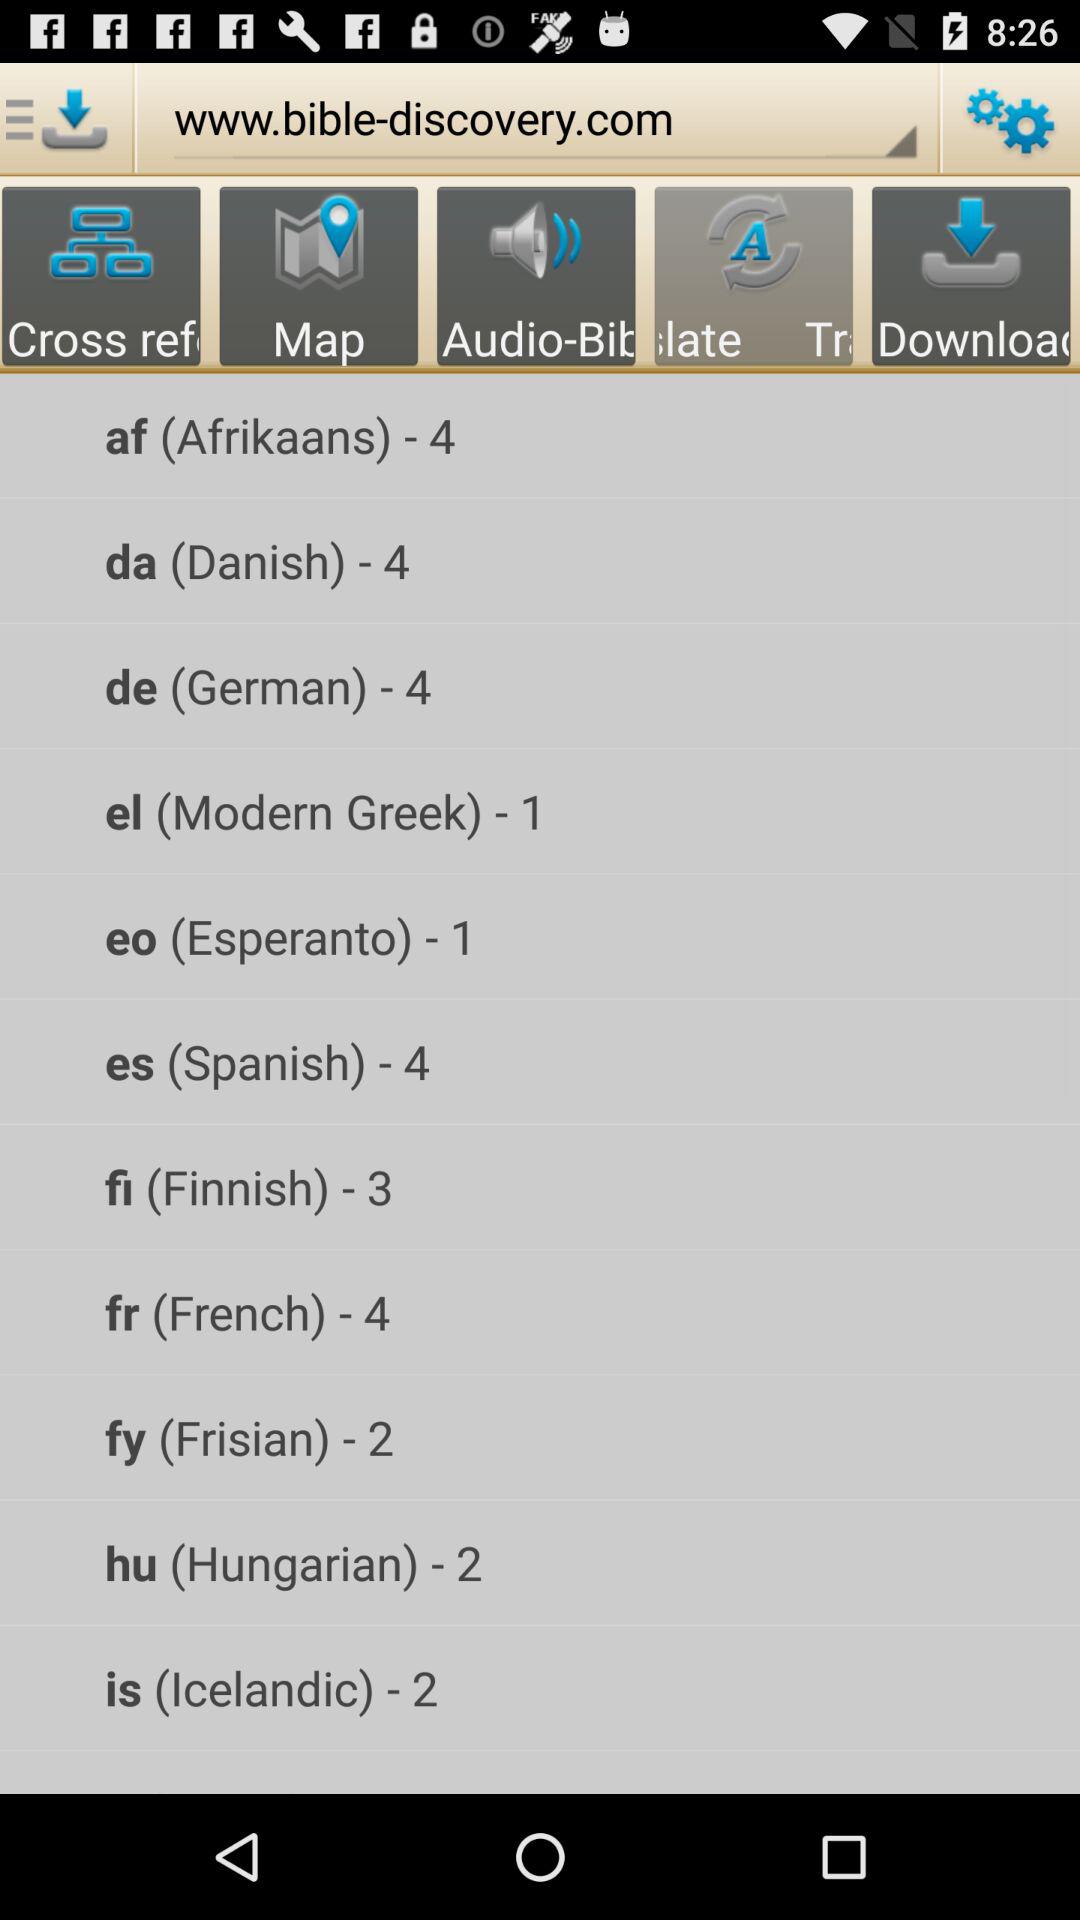 8:26
www.bible-discovery.com
Cross ref Map Audio-Bib slate Tr Download
af (Afrikaans) - 4
da (Danish) - 4
de (German) - 4
el (Modern Greek) - 1
eo (Esperanto) - 1
es (Spanish) - 4
fi (Finnish) - 3
fr (French) - 4
fy (Frisian) - 2
hu (Hungarian) - 2
is (Icelandic) - 2